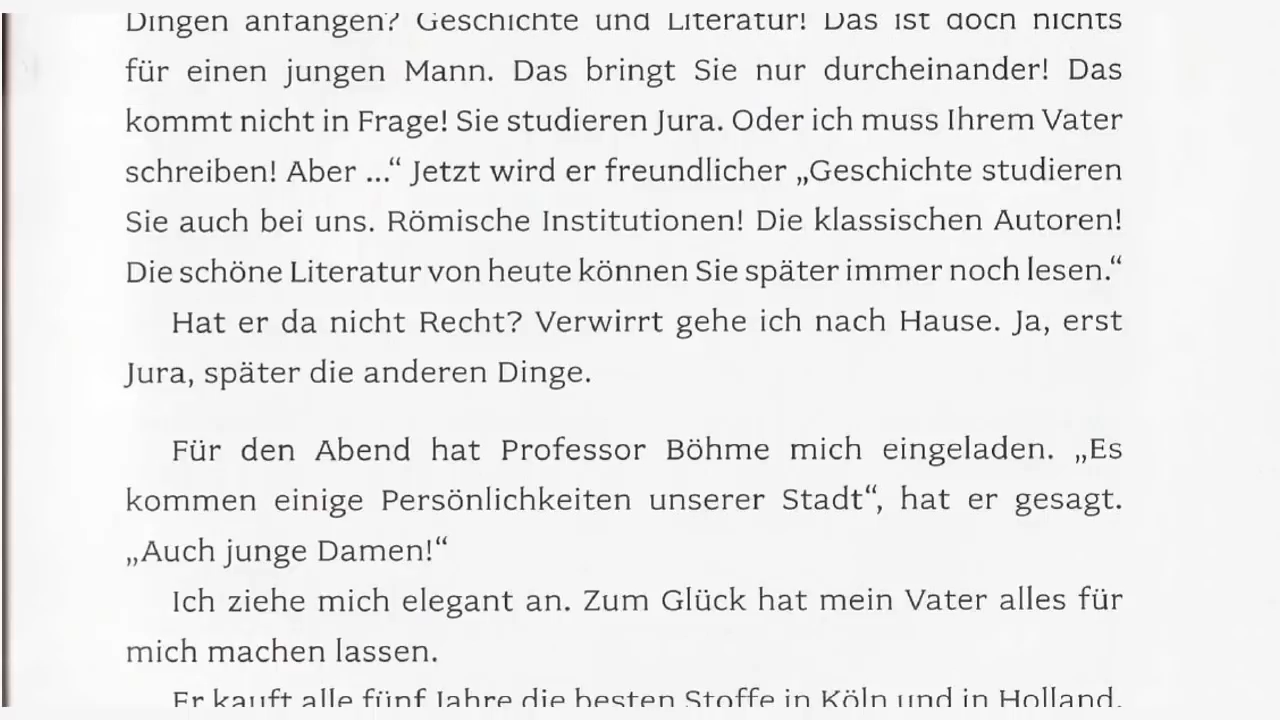 Dingen anfangen? Geschichte und Literatur! Das ist doch nichts
für einen jungen Mann. Das bringt Sie nur durcheinander! Das
kommt nicht in Frage! Sie studieren Jura. Oder ich muss Ihrem Vater
schreiben! Aber ...“ Jetzt wird er freundlicher „Geschichte studieren
Sie auch bei uns. Römische Institutionen! Die klassischen Autoren!
Die schöne Literatur von heute können Sie später immer noch lesen.“
Hat er da nicht Recht? Verwirrt gehe ich nach Hause. Ja, erst
Jura, später die anderen Dinge.
Für den Abend hat Professor Böhme mich eingeladen. „Es
kommen einige Persönlichkeiten unserer Stadt“, hat er gesagt.
„Auch junge Damen!“
Ich ziehe mich elegant an. Zum Glück hat mein Vater alles für
mich machen lassen.
Er kauft alle fünf Jahre die besten Stoffe in Köln und in Holland.